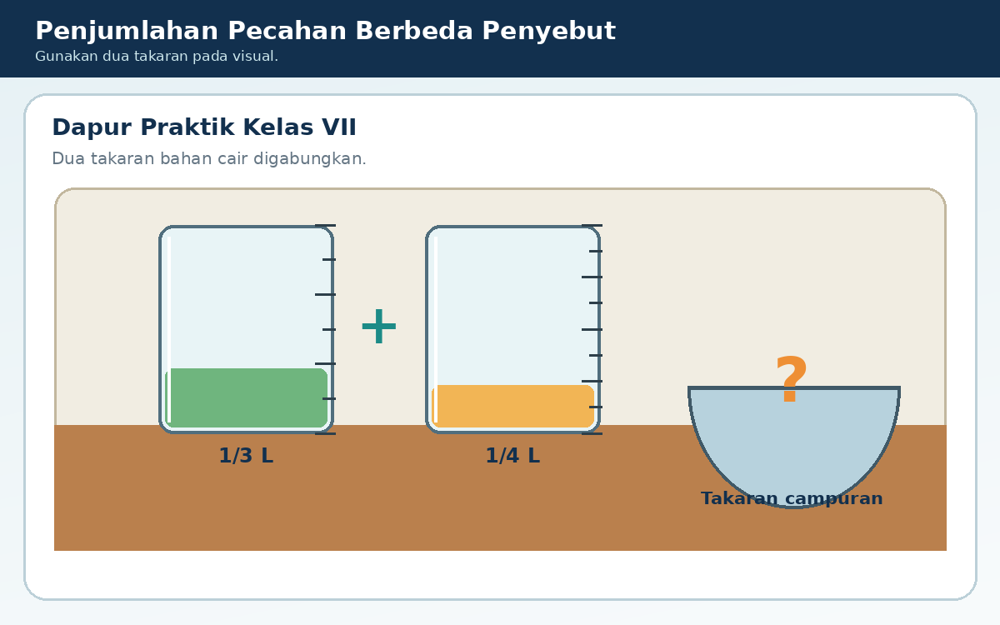 Penjumlahan Pecahan Berbeda Penyebut
Gunakan dua takaran pada visual.
Dapur Praktik Kelas VII
Dua takaran bahan cair digabungkan.
+
?
1/3 L
1/4 L
Takaran campuran